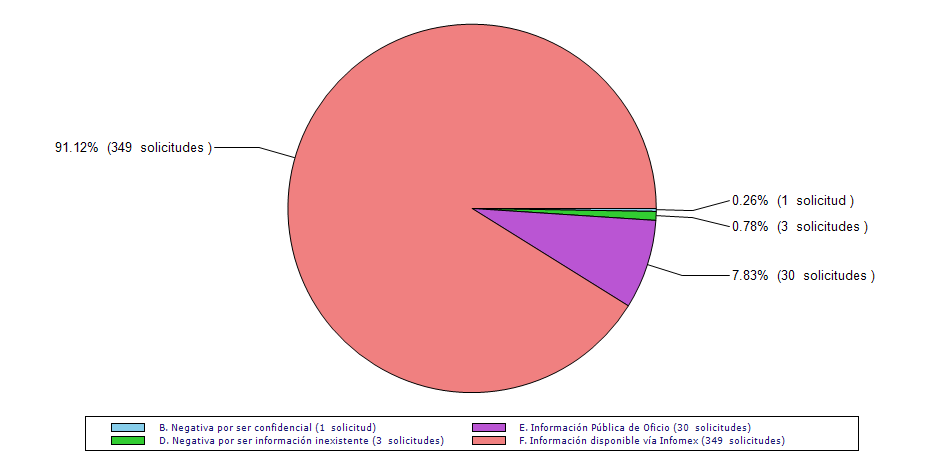 91.12% (349 solicitudes )
0.26% (1 solicitud )
0.78% (3 solicitudes )
7.83% (30 solicitudes )
B. Negativa por ser confidencial (1 solicitud)
E. Información Pública de Oficio (30 solicitudes)
D. Negativa por ser información inexistente (3 solicitudes)
F. Información disponible vía Infomex (349 solicitudes)